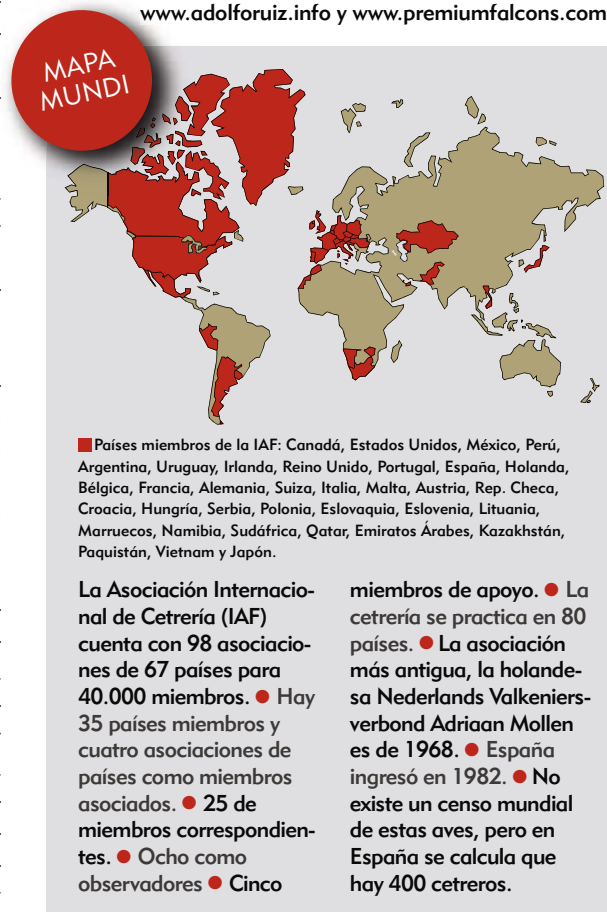 www.adolforuiz.info y www.premiumfalcons.com
MAPA
MUNDI
Países miembros de la IAF: Canadá, Estados Unidos, México, Perú,
Argentina, Uruguay, Irlanda, Reino Unido, Portugal, España, Holanda,
Bélgica, Francia, Alemania, Suiza, Italia, Malta, Austria, Rep. Checa,
Croacia, Hungría, Serbia, Polonia, Eslovaquia, Eslovenia, Lituania,
Marruecos, Namibia, Sudáfrica, Qatar, Emiratos Árabes, Kazakhstán,
Paquistán, Vietnam y Japón.
La Asociación Internacio-
nal de Cetrería (IAF)
cuenta con 98 asociacio-
nes de 67 países para
40.000 miembros. ● Hay
35 países miembros y
cuatro asociaciones de
países como miembros
asociados. ● 25 de
miembros correspondien-
tes. ● Ocho como
observadores ● Cinco
miembros de apoyo. ● La
cetrería se practica en 80
países. ● La asociación
más antigua, la holande-
sa Nederlands Valkeniers-
verbond Adriaan Mollen
es de 1968. ● España
ingresó en 1982. ● No
existe un censo mundial
de estas aves, pero en
España se calcula que
hay 400 cetreros.